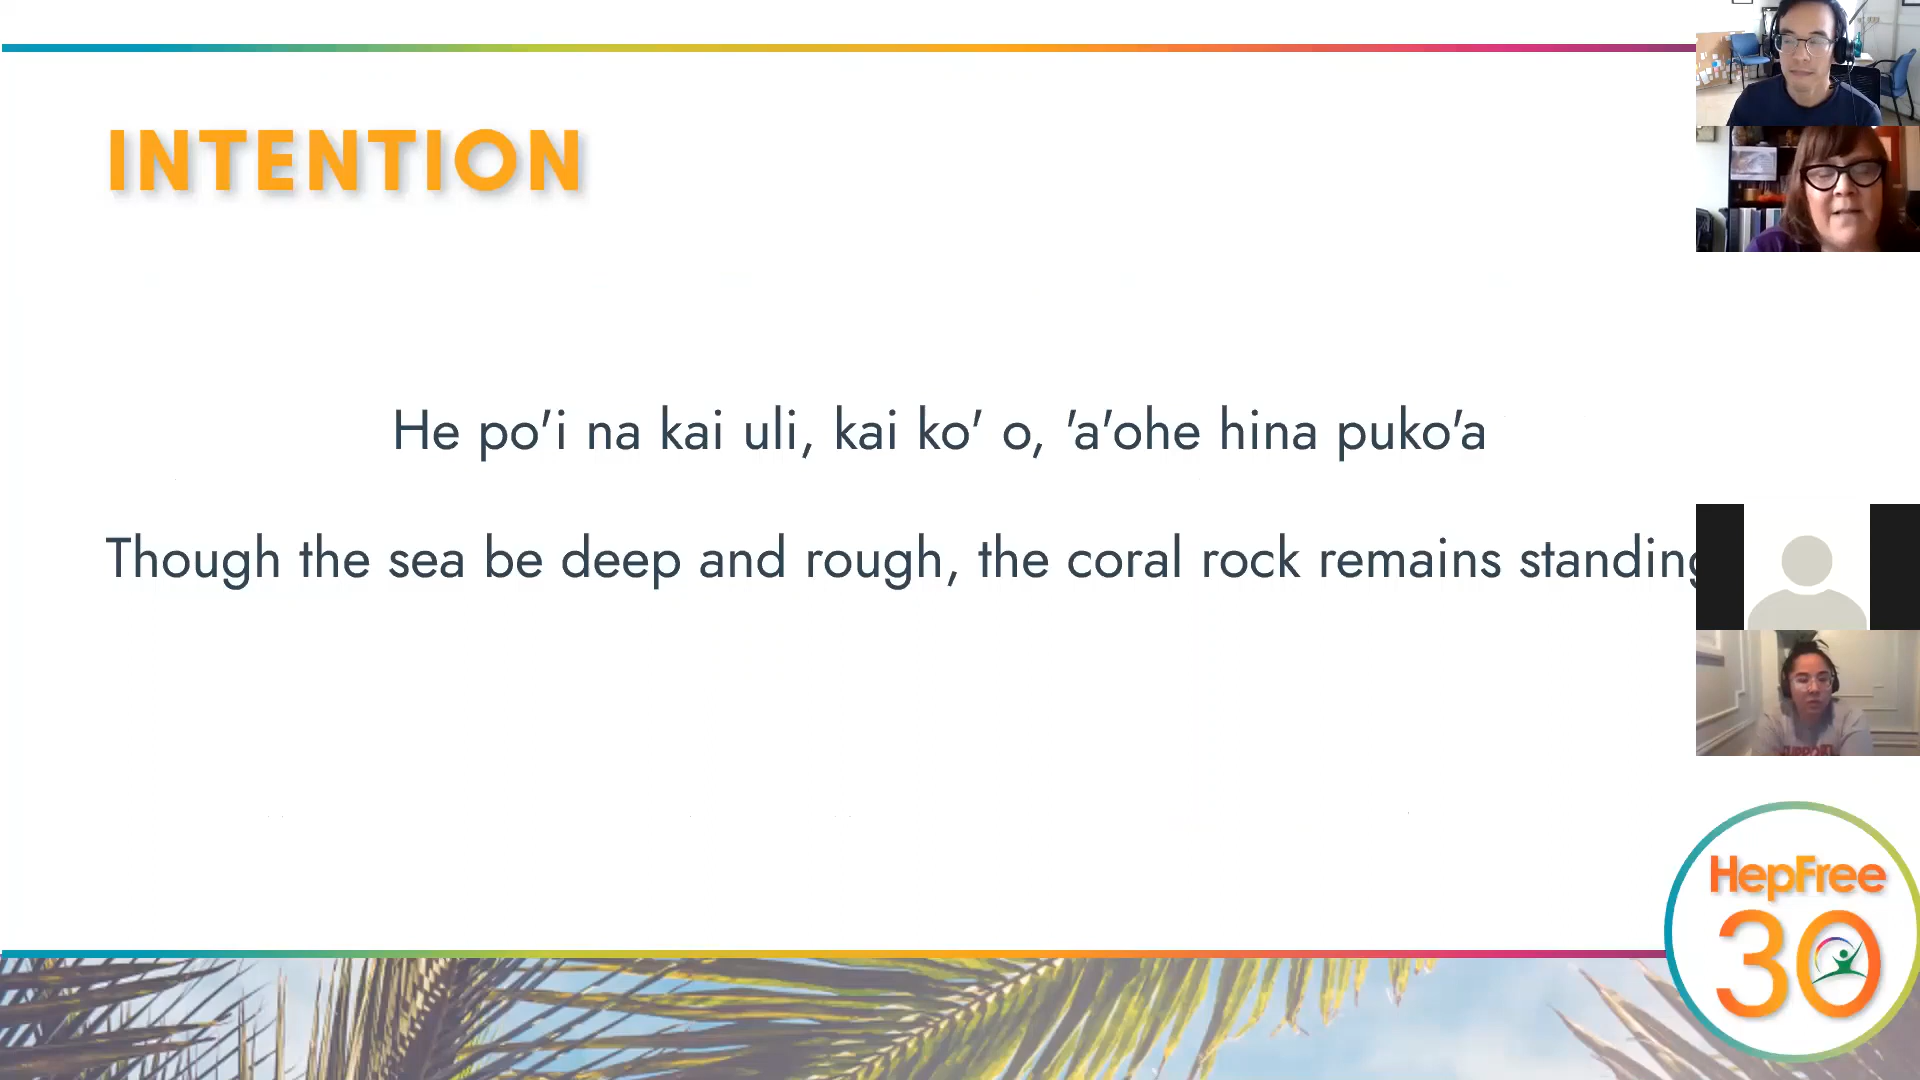 INTENTION
He po'i na kai uli, kai ko' o, 'a'ohe hina puko'a
Though the sea be deep and rough, the coral rock remains standing
HepFree
30